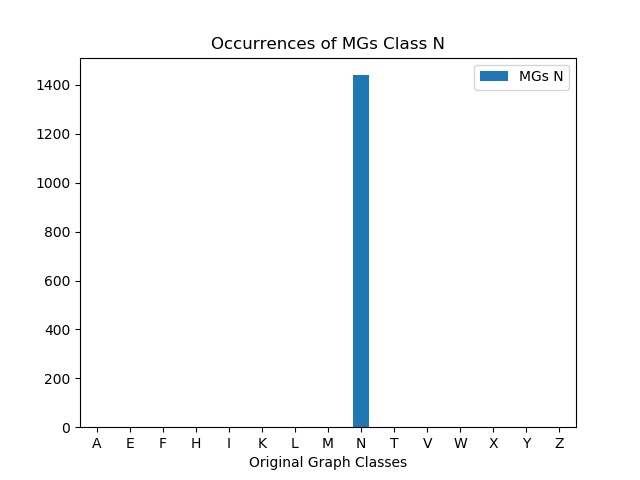 Occurrences of MGs Class N
MGs N
1400
1200
1000
800
600
400
200
0
A E F H I K L M N T V W X Y Z
Original Graph Classes